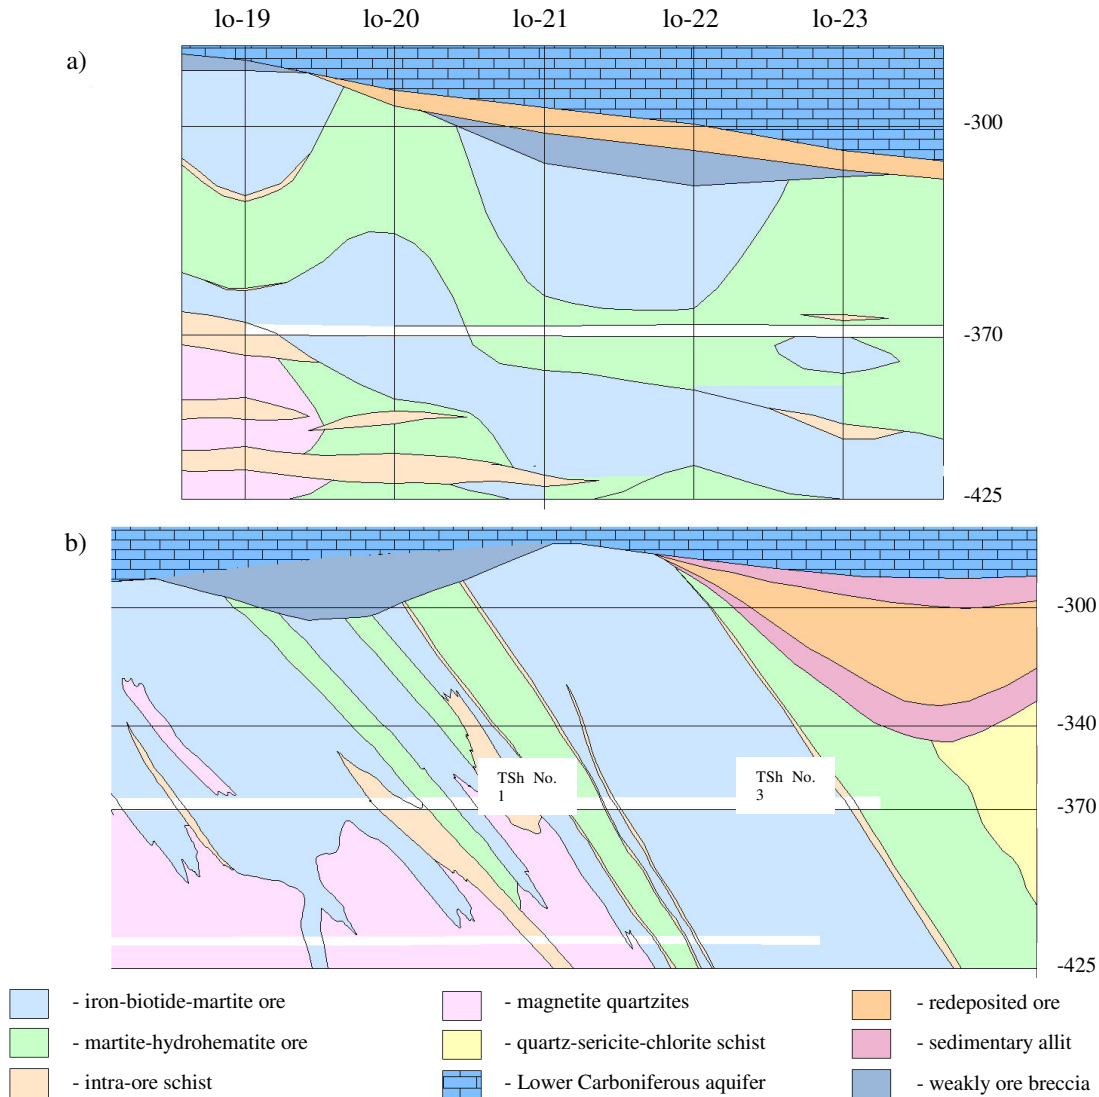 lo-19 lo-20 lo-21 lo-22 lo-23
a)
-300
-370
-425
b)
-300
-340
TSh No. 1
TSh No. 3
-370
-425
- iron-biotide-martite ore
- magnetite quartzites
- redeposited ore
- martite-hydrohematite ore
- quartz-sericite-chlorite schist
- sedimentary allit
- intra-ore schist
- Lower Carboniferous aquifer
- weakly ore breccia